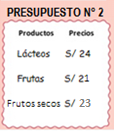 PRESUPUESTO N° 2
Productos Precios
Lácteos S/ 24
Frutas S/ 21
Frutos secos S/ 23